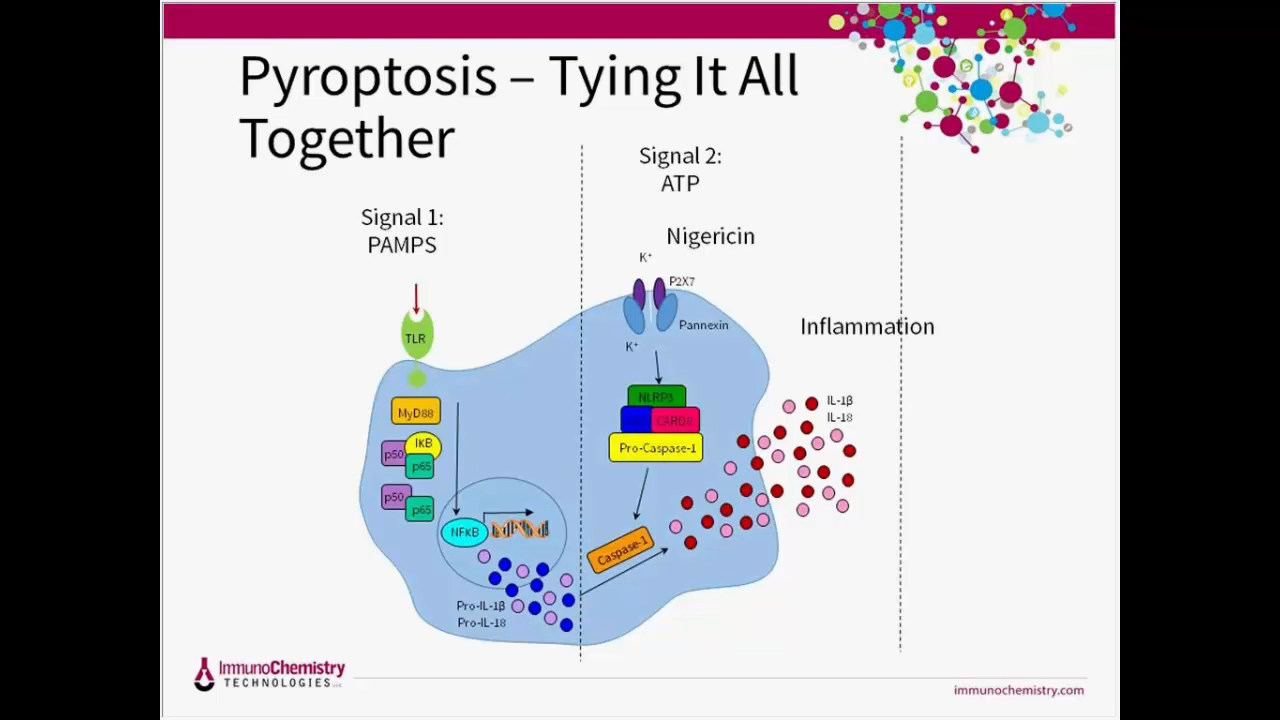 Pyroptosis – Tying It All
Together
Signal 1:
PAMPS
Signal 2:
ATP
Nigericin
K⁺
P2X7
Pannexin
K⁺
Inflammation
TLR
MyD88
IKB
p50
p65
p50
p65
NFKB
NLRP3
CARD8
Pro-Caspase-1
Caspase-1
IL-1β
IL-18
Pro-IL-1β
Pro-IL-18
ImmunoChemistry
TECHNOLOGIES
immunochemistry.com